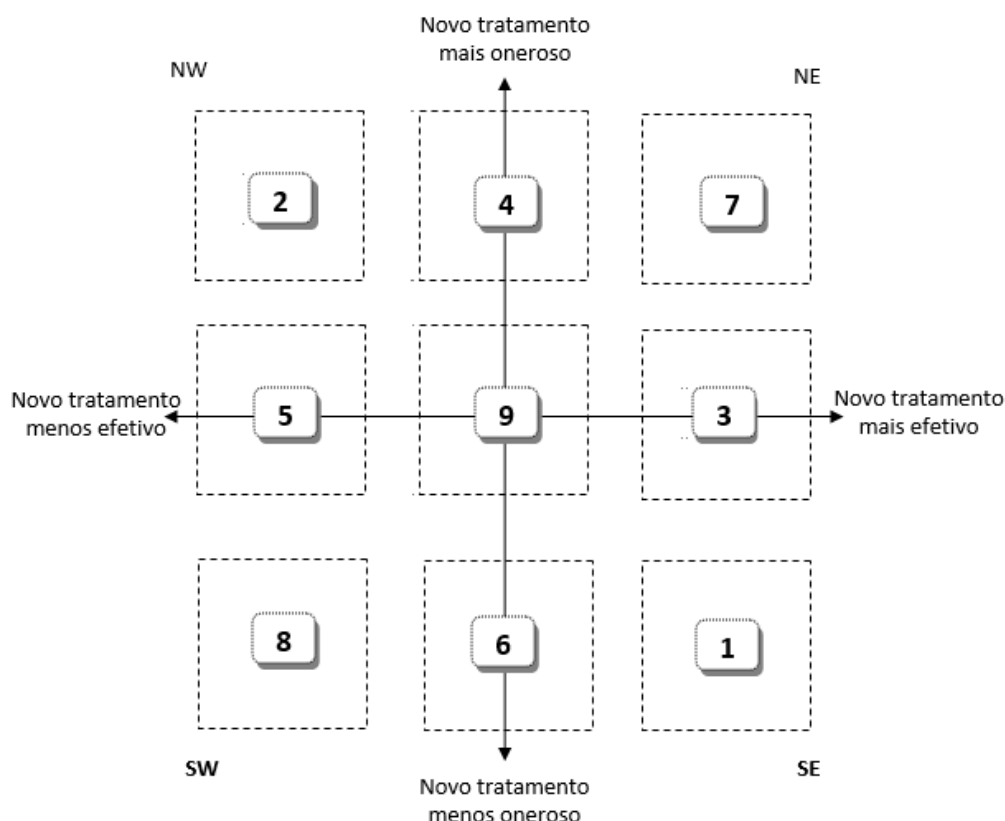 Novo tratamento
mais oneroso
NW
NE
2
4
7
Novo tratamento
menos efetivo
5
9
3
Novo tratamento
mais efetivo
8
6
1
SW
SE
Novo tratamento
menos oneroso